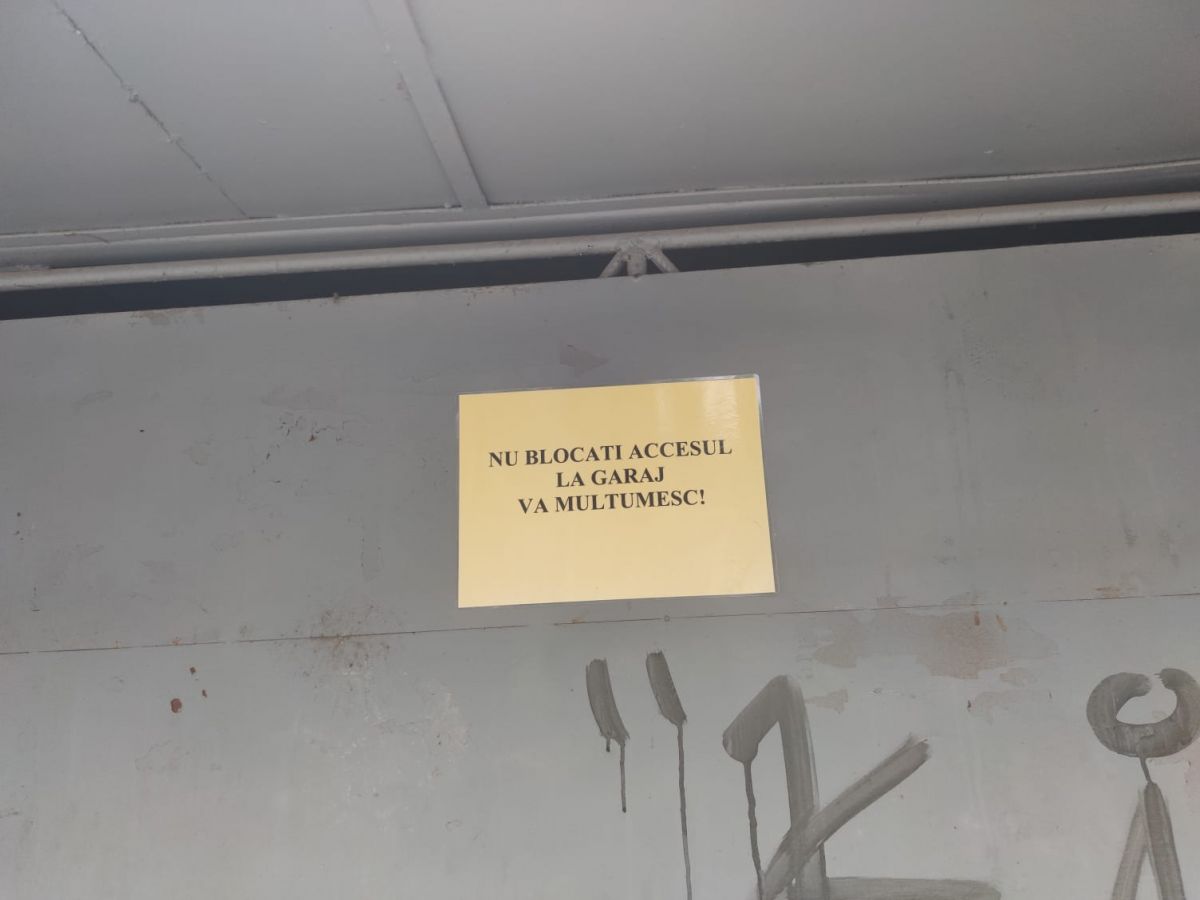 NU BLOCATI ACCESUL
LA GARAJ
VA MULTUMESC!